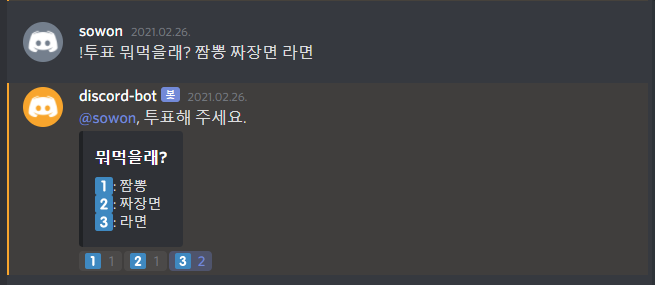 sowon 2021.02.26.
!투표 뭐먹을래? 짬뽕 짜장면 라면
discord-bot 봇 2021.02.26.
@sowon, 투표해 주세요.
뭐먹을래?
1 : 짬뽕
2 : 짜장면
3 : 라면
1 1 2 1 3 2